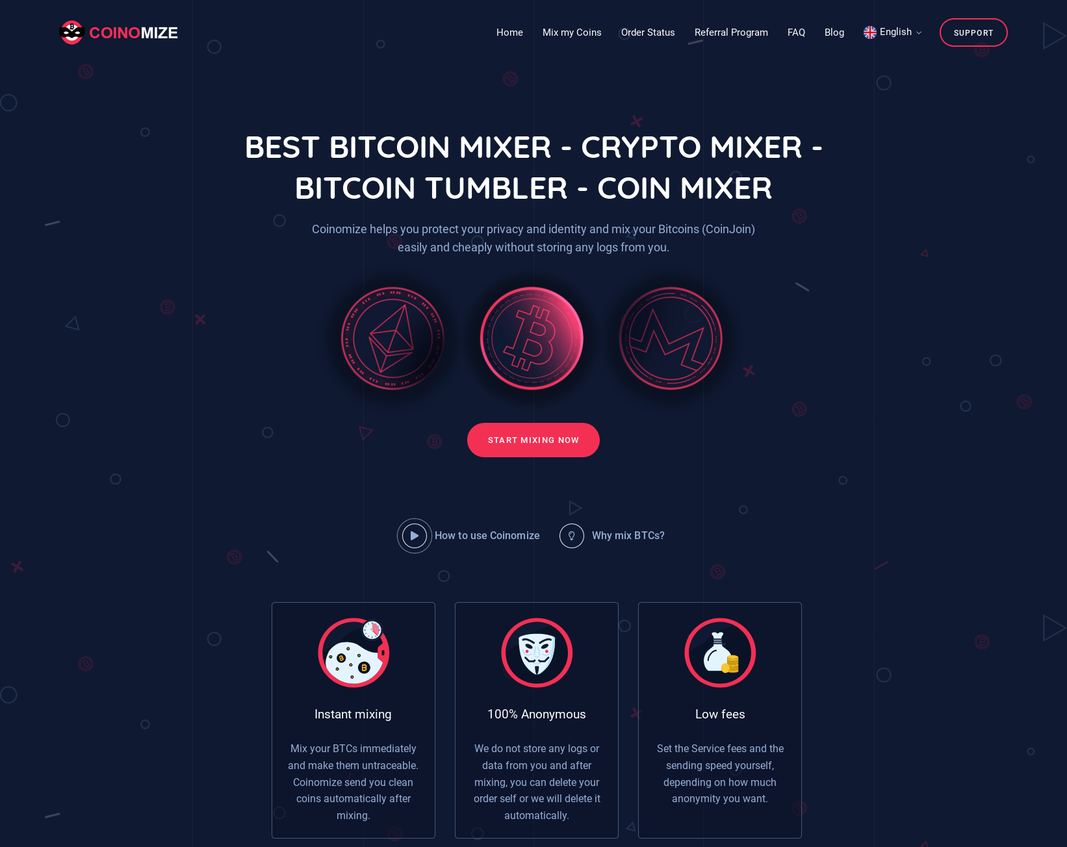 COINOMIZE
Home Mix my Coins Order Status Referral Program FAQ Blog English SUPPORT
BEST BITCOIN MIXER - CRYPTO MIXER -
BITCOIN TUMBLER - COIN MIXER
Coinomize helps you protect your privacy and identity and mix your Bitcoins (CoinJoin)
easily and cheaply without storing any logs from you.
START MIXING NOW
How to use Coinomize Why mix BTCs?
Instant mixing
Mix your BTCs immediately
and make them untraceable.
Coinomize send you clean
coins automatically after
mixing.
100% Anonymous
We do not store any logs or
data from you and after
mixing, you can delete your
order self or we will delete it
automatically.
Low fees
Set the Service fees and the
sending speed yourself,
depending on how much
anonymity you want.